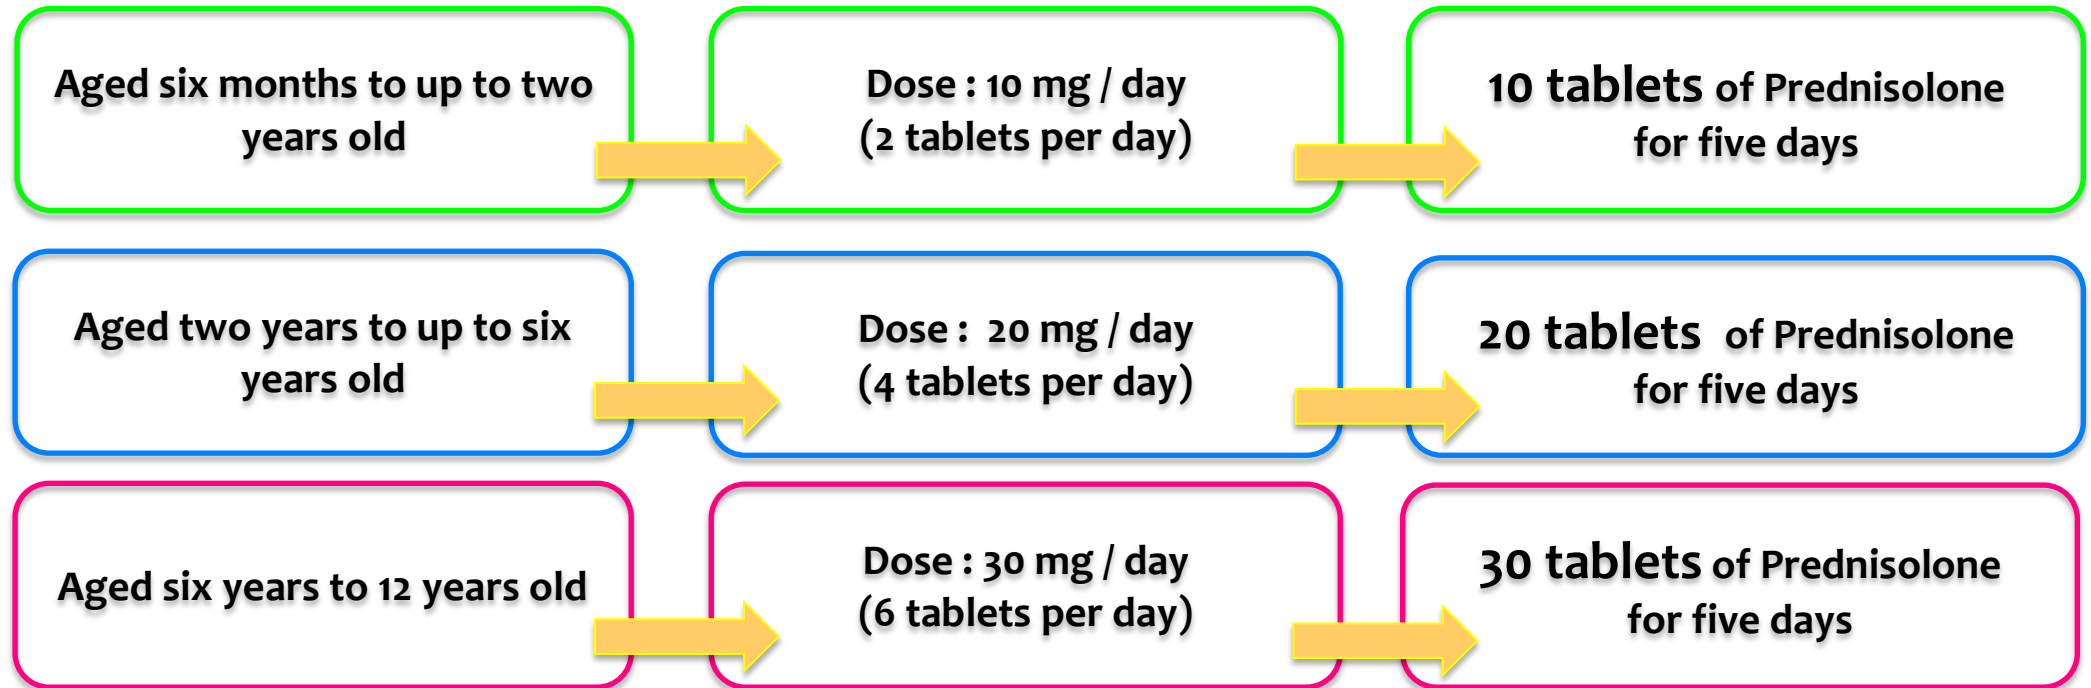 Aged six months to up to two
years old
Dose : 10 mg / day
(2 tablets per day)
10 tablets of Prednisolone
for five days
Aged two years to up to six
years old
Dose :  20 mg / day
(4 tablets per day)
20 tablets  of Prednisolone
for five days
Aged six years to 12 years old
Dose : 30 mg / day
(6 tablets per day)
30 tablets of Prednisolone
for five days